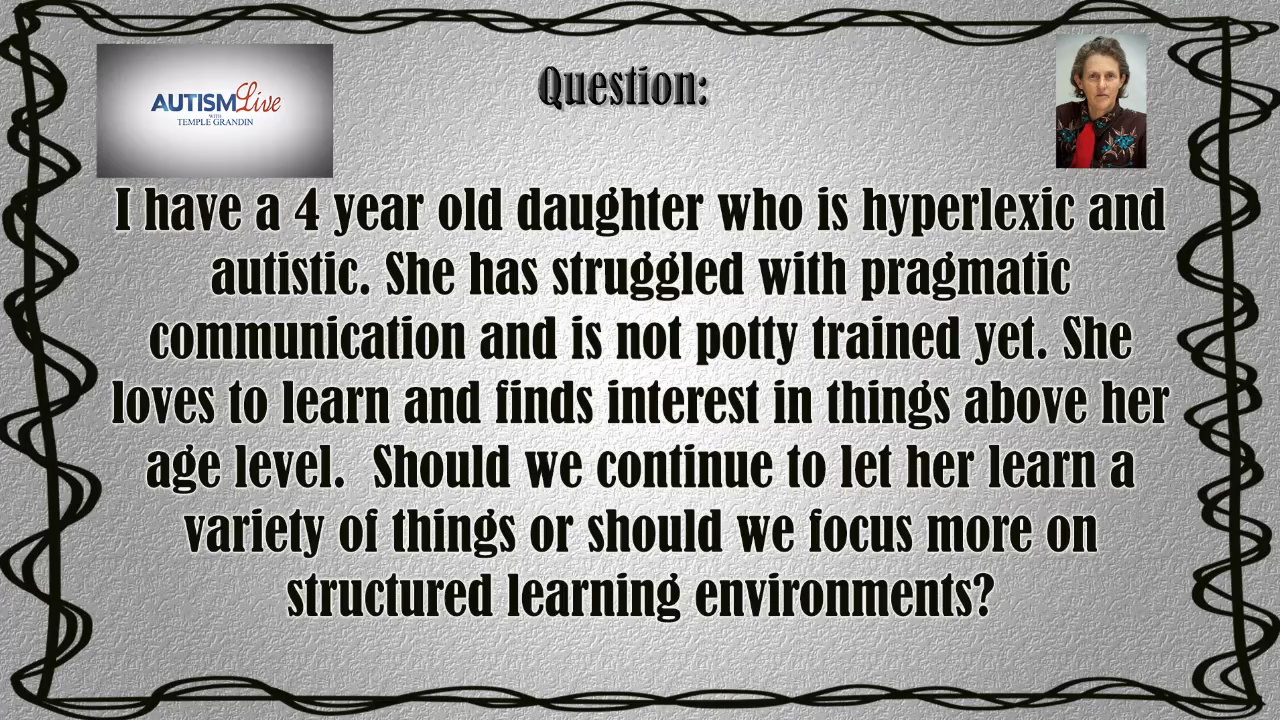 AUTISMLive
WITH
TEMPLE GRANDIN
Question:
I have a 4 year old daughter who is hyperlexic and
autistic. She has struggled with pragmatic
communication and is not potty trained yet. She
loves to learn and finds interest in things above her
age level.  Should we continue to let her learn a
variety of things or should we focus more on
structured learning environments?